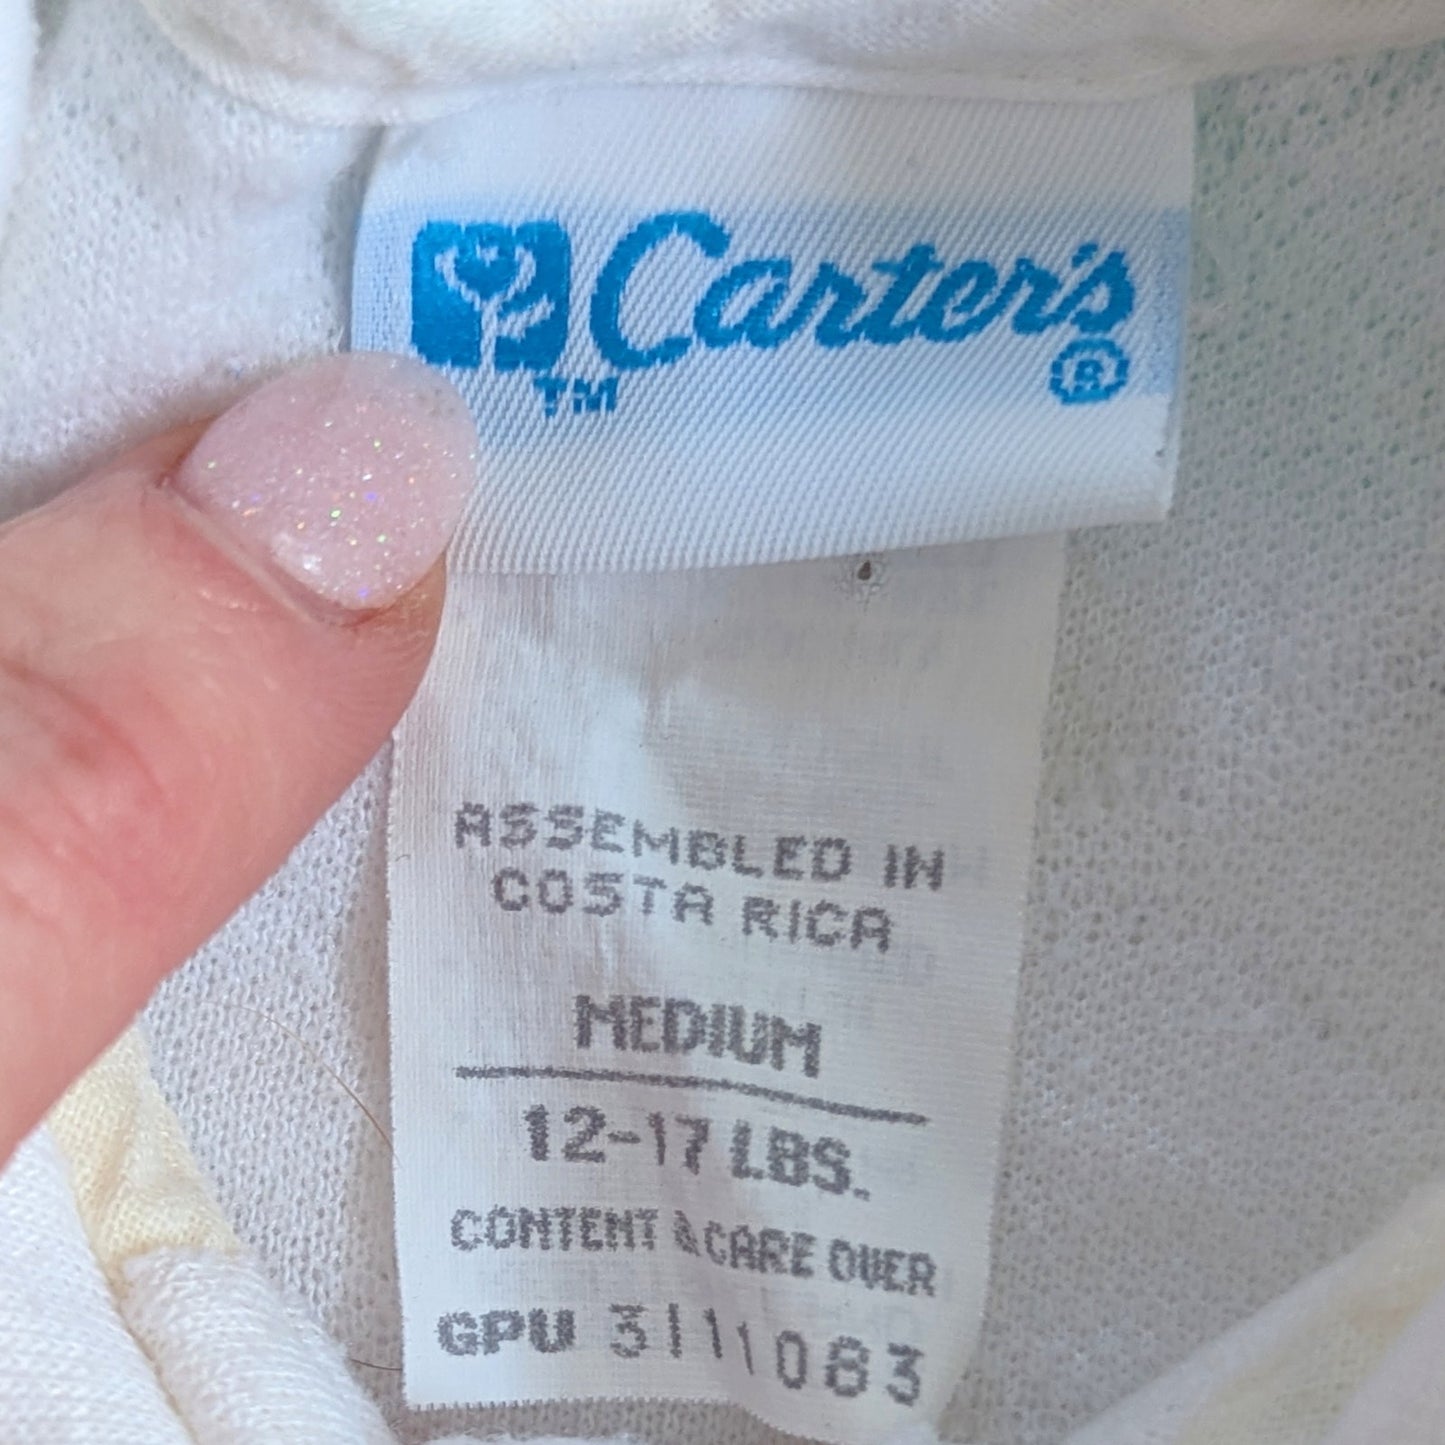 Carter's ®
TM
ASSEMBLED IN
COSTA RICA
MEDIUM
12-17 LBS.
CONTENT & CARE OVER
GPU 3111083